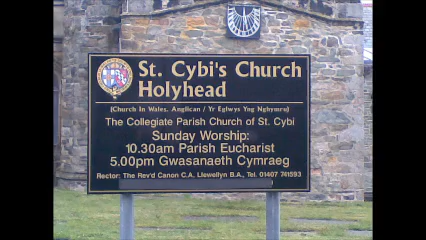 St. Cybi's Church
Holyhead
(Church In Wales, Anglican / Yr Eglwys Yng Nghymru)
The Collegiate Parish Church of St. Cybi
Sunday Worship:
10.30am Parish Eucharist
5.00pm Gwasanaeth Cymraeg
Rector: The Rev'd Canon C.A. Llewellyn B.A., Tel. 01407 741593